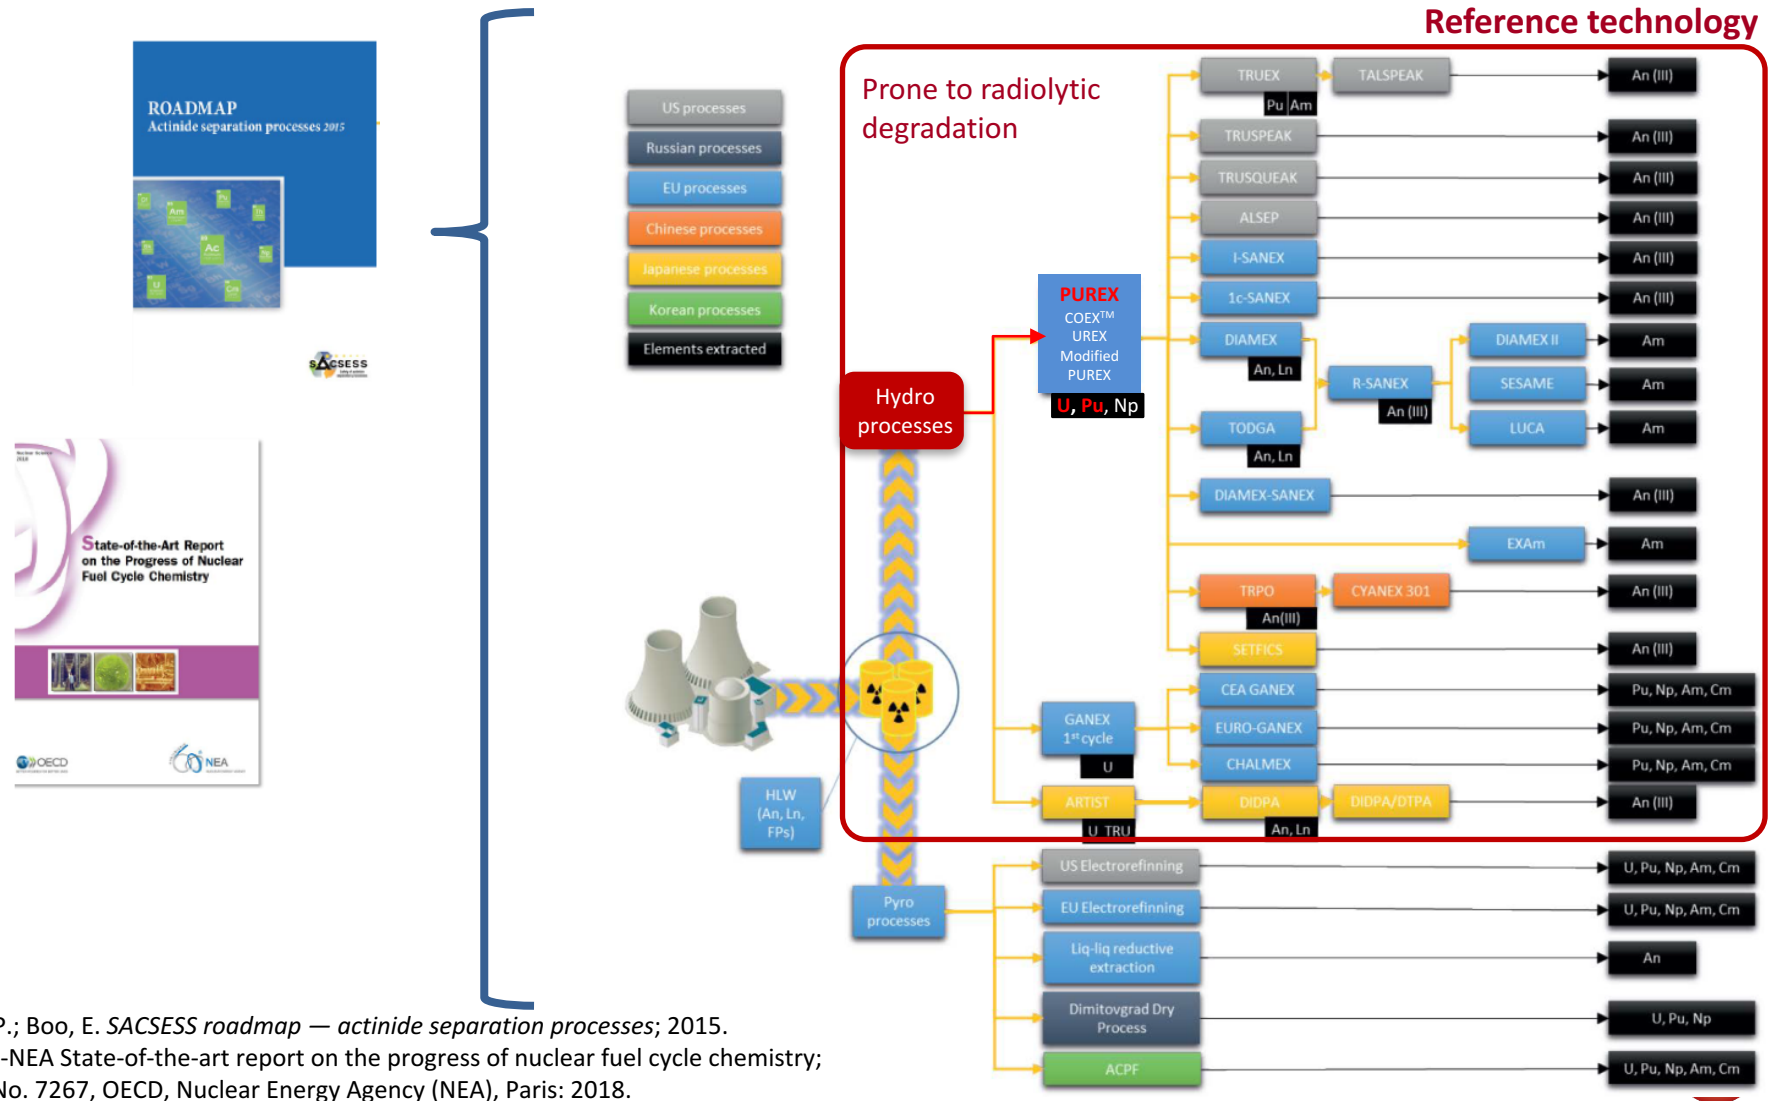 Reference technology
ROADMAP
Actinide separation processes 2015
Am
Ac
U
Cm
SACSESS
State-of-the-Art Report
on the Progress of Nuclear
Fuel Cycle Chemistry
OECD
NEA
US processes
Russian processes
EU processes
Chinese processes
Japanese processes
Korean processes
Elements extracted
Prone to radiolytic
degradation
Hydro
processes
PUREX
COEX™
UREX
Modified
PUREX
U, Pu, Np
TRUEX
Pu Am
TALSPEAK
An (III)
TRUSPEAK
An (III)
TRUSQUEAK
An (III)
ALSEP
An (III)
I-SANEX
An (III)
1c-SANEX
An (III)
DIAMEX
An, Ln
R-SANEX
An (III)
DIAMEX II
Am
SESAME
Am
TODGA
An, Ln
LUCA
Am
DIAMEX-SANEX
An (III)
EXAm
Am
TRPO
An(III)
CYANEX 301
An (III)
SETFICS
An (III)
GANEX
1st cycle
U
CEA GANEX
Pu, Np, Am, Cm
EURO-GANEX
Pu, Np, Am, Cm
CHALMEX
Pu, Np, Am, Cm
ARTIST
U TRU
DIDPA
An, Ln
DIDPA/DTPA
An (III)
HLW
(An, Ln,
FPs)
Pyro
processes
US Electrorefinning
U, Pu, Np, Am, Cm
EU Electrorefinning
U, Pu, Np, Am, Cm
Liq-liq reductive
extraction
An
Dimitovgrad Dry
Process
U, Pu, Np
ACPF
U, Pu, Np, Am, Cm
P.; Boo, E. SACSESS roadmap — actinide separation processes; 2015.
-NEA State-of-the-art report on the progress of nuclear fuel cycle chemistry;
No. 7267, OECD, Nuclear Energy Agency (NEA), Paris: 2018.